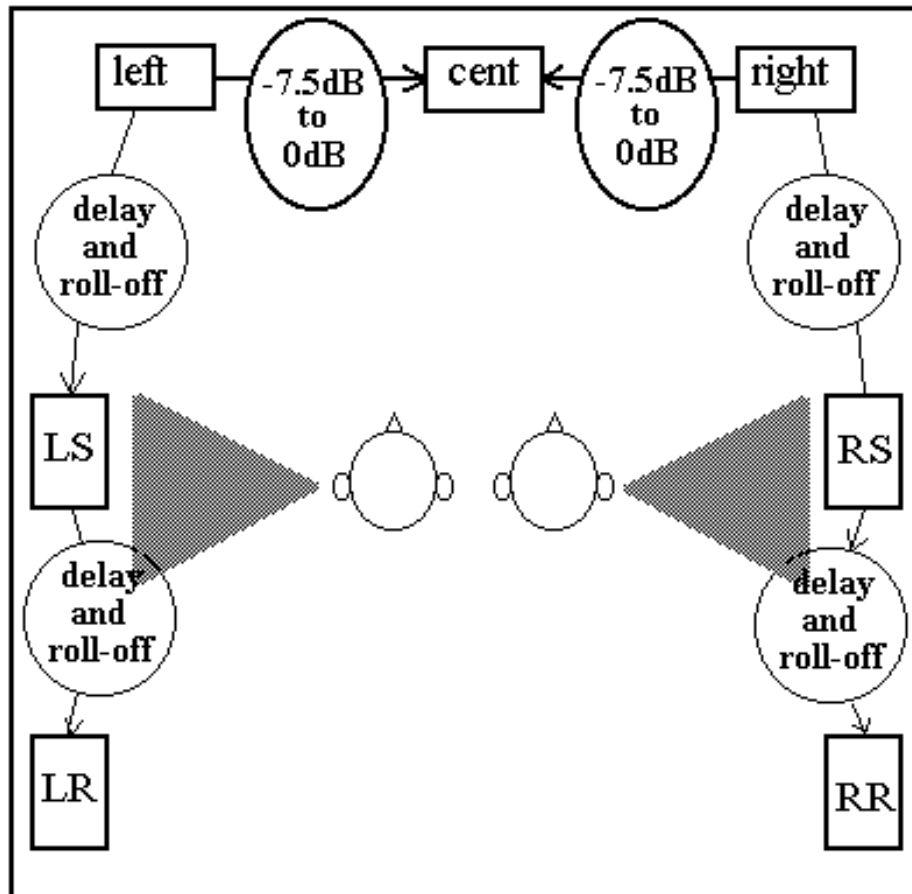 left
-7.5dB
to
0dB
cent
-7.5dB
to
0dB
right
delay
and
roll-off
delay
and
roll-off
LS
RS
delay
and
roll-off
delay
and
roll-off
LR
RR